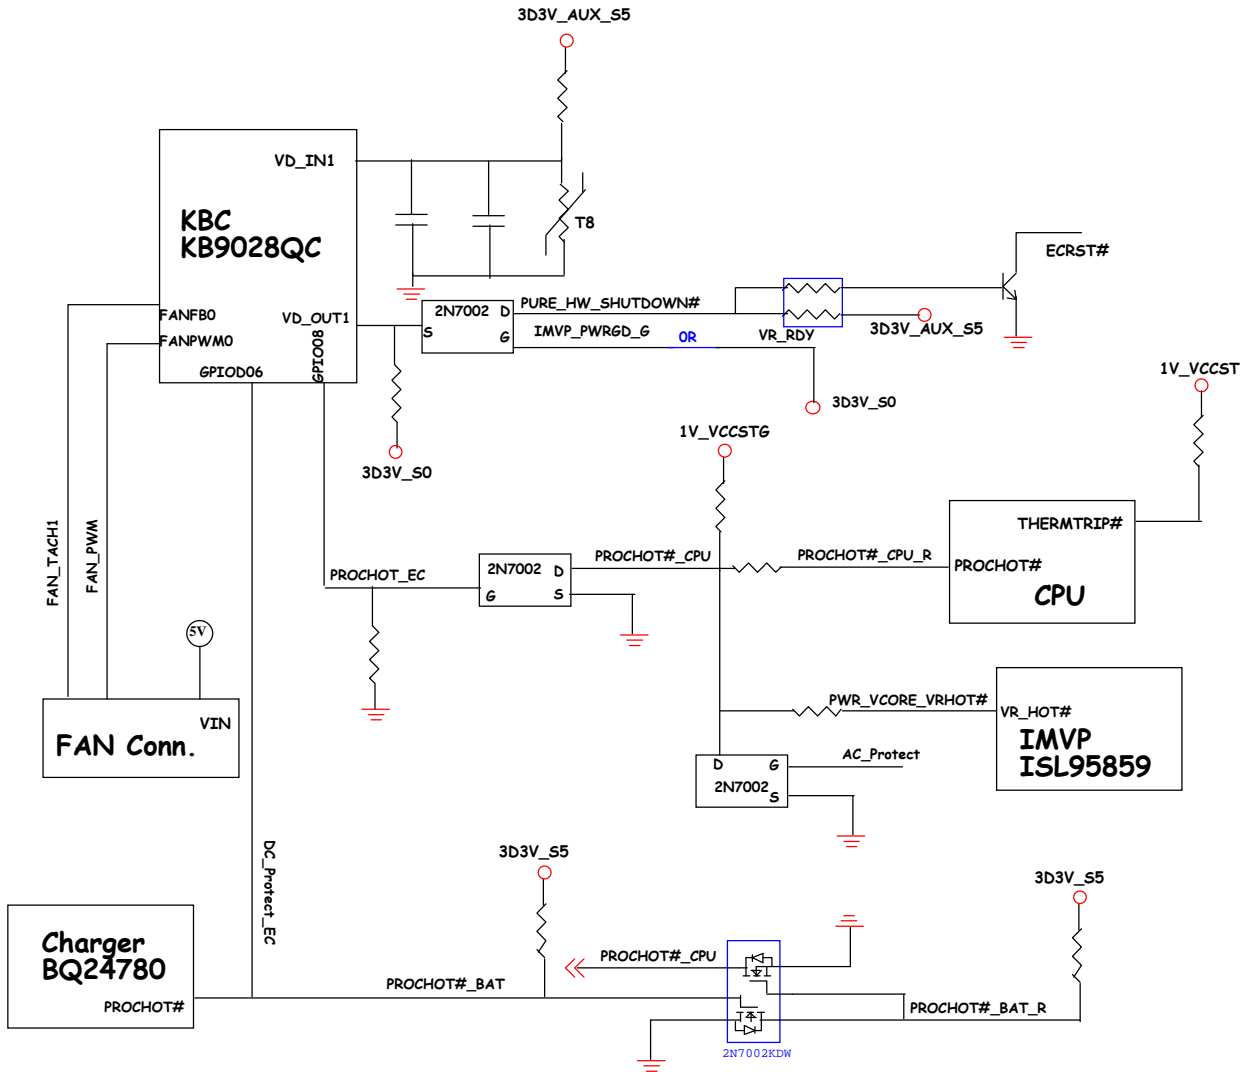 3D3V_AUX_S5
VD_IN1
KBC
KB9028QC
T8
ECRST#
FANFB0
VD_OUT1
2N7002
D
S
G
PURE_HW_SHUTDOWN#
IMVP_PWRGD_G
0R
VR_RDY
3D3V_AUX_S5
FANPWM0
GPIOD06
GPIO08
1V_VCCST
3D3V_S0
3D3V_S0
1V_VCCSTG
FAN_TACH1
FAN_PWM
THERMTRIP#
PROCHOT_EC
2N7002
D
G
S
PROCHOT#_CPU
PROCHOT#_CPU_R
PROCHOT#
CPU
5V
VIN
FAN Conn.
PWR_VCORE_VRHOT#
VR_HOT#
IMVP
ISL95859
D
G
2N7002
S
AC_Protect
DC_Protect_EC
3D3V_S5
3D3V_S5
Charger
BQ24780
PROCHOT#
PROCHOT#_BAT
PROCHOT#_CPU
PROCHOT#_BAT_R
2N7002KDW